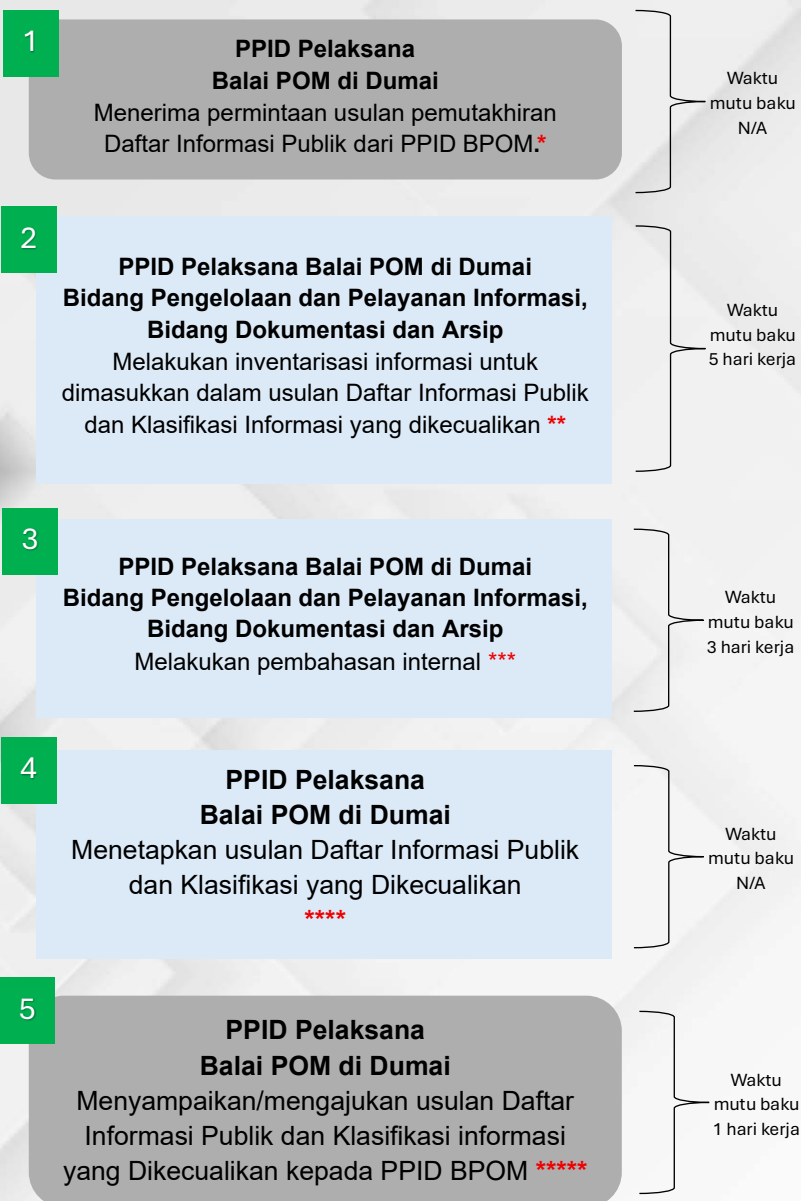 1
PPID Pelaksana
Balai POM di Dumai
Menerima permintaan usulan pemutakhiran
Daftar Informasi Publik dari PPID BPOM.*
Waktu
mutu baku
N/A
2
PPID Pelaksana Balai POM di Dumai
Bidang Pengelolaan dan Pelayanan Informasi,
Bidang Dokumentasi dan Arsip
Melakukan inventarisasi informasi untuk
dimasukkan dalam usulan Daftar Informasi Publik
dan Klasifikasi Informasi yang dikecualikan **
Waktu
mutu baku
5 hari kerja
3
PPID Pelaksana Balai POM di Dumai
Bidang Pengelolaan dan Pelayanan Informasi,
Bidang Dokumentasi dan Arsip
Melakukan pembahasan internal ***
Waktu
mutu baku
3 hari kerja
4
PPID Pelaksana
Balai POM di Dumai
Menetapkan usulan Daftar Informasi Publik
dan Klasifikasi yang Dikecualikan
****
Waktu
mutu baku
N/A
5
PPID Pelaksana
Balai POM di Dumai
Menyampaikan/mengajukan usulan Daftar
Informasi Publik dan Klasifikasi informasi
yang Dikecualikan kepada PPID BPOM *****
Waktu
mutu baku
1 hari kerja